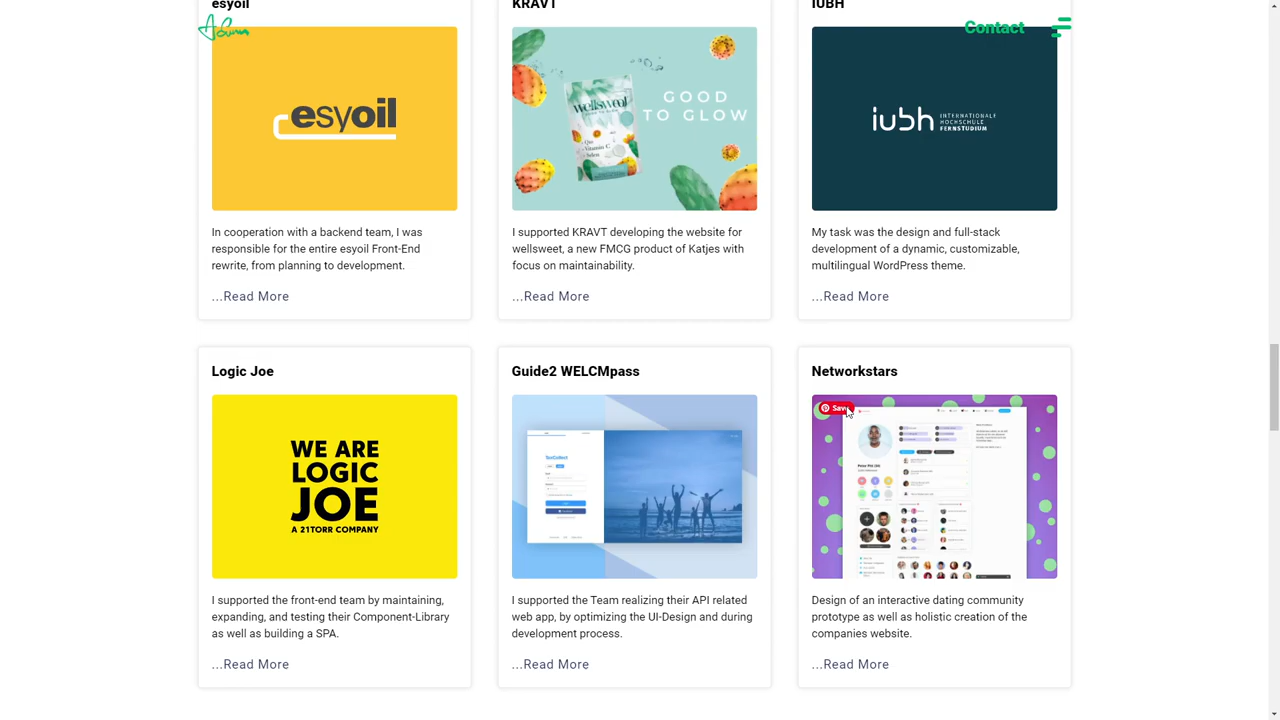 esyoil
KRAVT
IUBH
Contact
esyoil
wellsweet
GOOD
TO GLOW
iubh INTERNATIONALE
HOCHSCHULE
FERNSTUDIUM
In cooperation with a backend team, I was
responsible for the entire esyoil Front-End
rewrite, from planning to development.
...Read More
I supported KRAVT developing the website for
wellsweet, a new FMCG product of Katjes with
focus on maintainability.
...Read More
My task was the design and full-stack
development of a dynamic, customizable,
multilingual WordPress theme.
...Read More
Logic Joe
WE ARE
LOGIC
JOE
A 21TORR COMPANY
I supported the front-end team by maintaining,
expanding, and testing their Component-Library
as well as building a SPA.
...Read More
Guide2 WELCMpass
I supported the Team realizing their API related
web app, by optimizing the UI-Design and during
development process.
...Read More
Networkstars
Save
Design of an interactive dating community
prototype as well as holistic creation of the
companies website.
...Read More